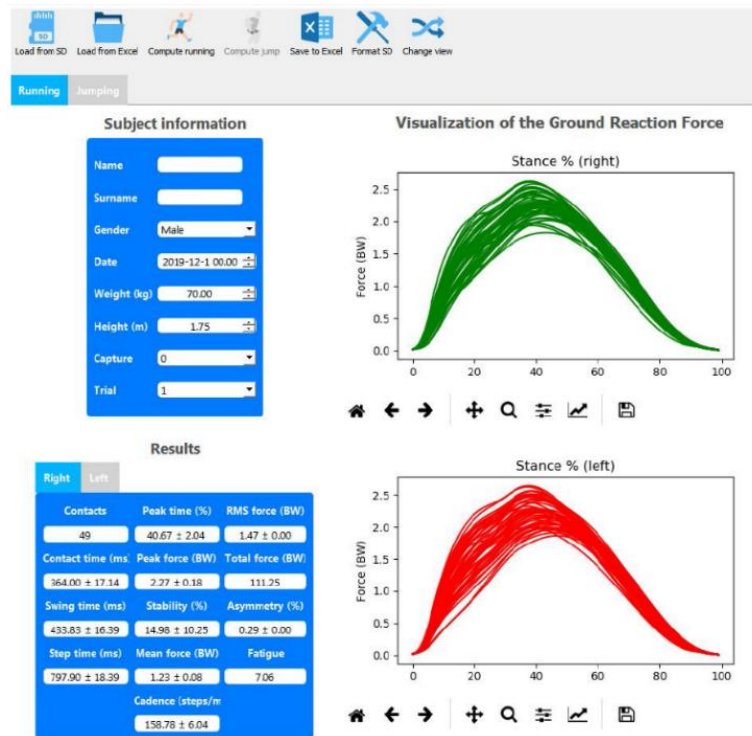 SD
Load from SD Load from Excel Compute running Compute jump Save to Excel Format SD Change view
Running Jumping
Subject information
Name
Surname
Gender Male
Date 2019-12-1 00.00
Weight (kg) 70.00
Height (m) 1.75
Capture 0
Trial 1
Visualization of the Ground Reaction Force
Stance % (right)
Force (BW)
2.5
2.0
1.5
1.0
0.5
0.0
0 20 40 60 80 100
Results
Right Left
Contacts Peak time (%) RMS force (BW)
49 40.67 ± 2.04 1.47 ± 0.00
Contact time (ms) Peak force (BW) Total force (BW)
364.00 ± 17.14 2.27 ± 0.18 111.25
Swing time (ms) Stability (%) Asymmetry (%)
433.83 ± 16.39 14.98 ± 10.25 0.29 ± 0.00
Step time (ms) Mean force (BW) Fatigue
797.90 ± 18.39 1.23 ± 0.08 7.06
Cadence (steps/m
158.78 ± 6.04
Stance % (left)
Force (BW)
2.5
2.0
1.5
1.0
0.5
0.0
0 20 40 60 80 100